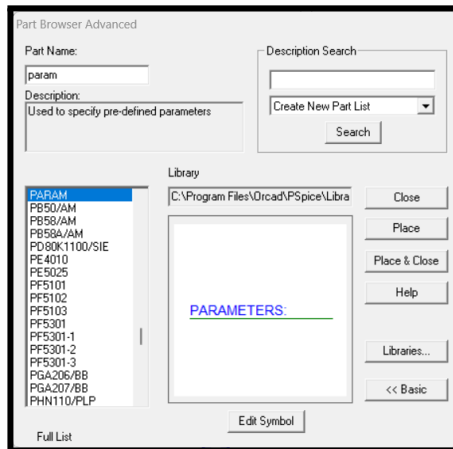 Part Browser Advanced
Part Name:
param
Description:
Used to specify pre-defined parameters
Description Search
Create New Part List
Search
Library
C:\Program Files\Orcad\PSpice\Libra
PARAM
PB50/AM
PB58/AM
PB58A/AM
PD80K1100/SIE
PE4010
PE5025
PF5101
PF5102
PF5103
PF5301
PF5301-1
PF5301-2
PF5301-3
PGA206/BB
PGA207/BB
PHN110/PLP
Full List
PARAMETERS:
Edit Symbol
Close
Place
Place & Close
Help
Libraries...
<< Basic